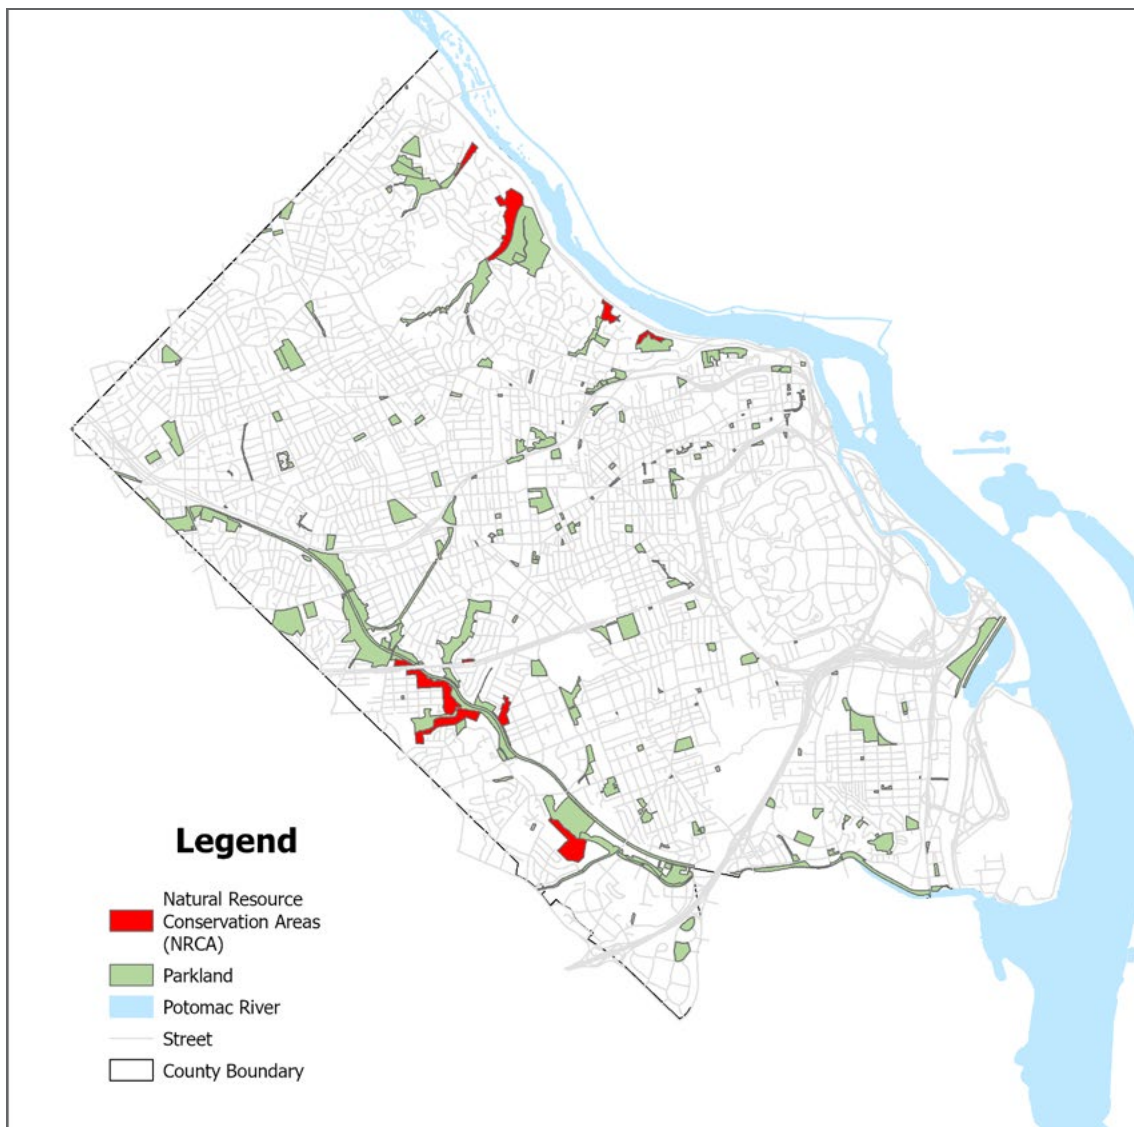 Legend
Natural Resource
Conservation Areas
(NRCA)
Parkland
Potomac River
Street
County Boundary